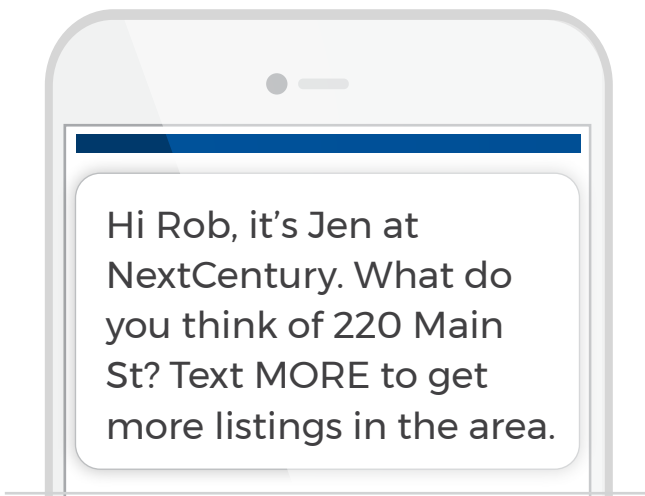 Hi Rob, it’s Jen at
NextCentury. What do
you think of 220 Main
St? Text MORE to get
more listings in the area.